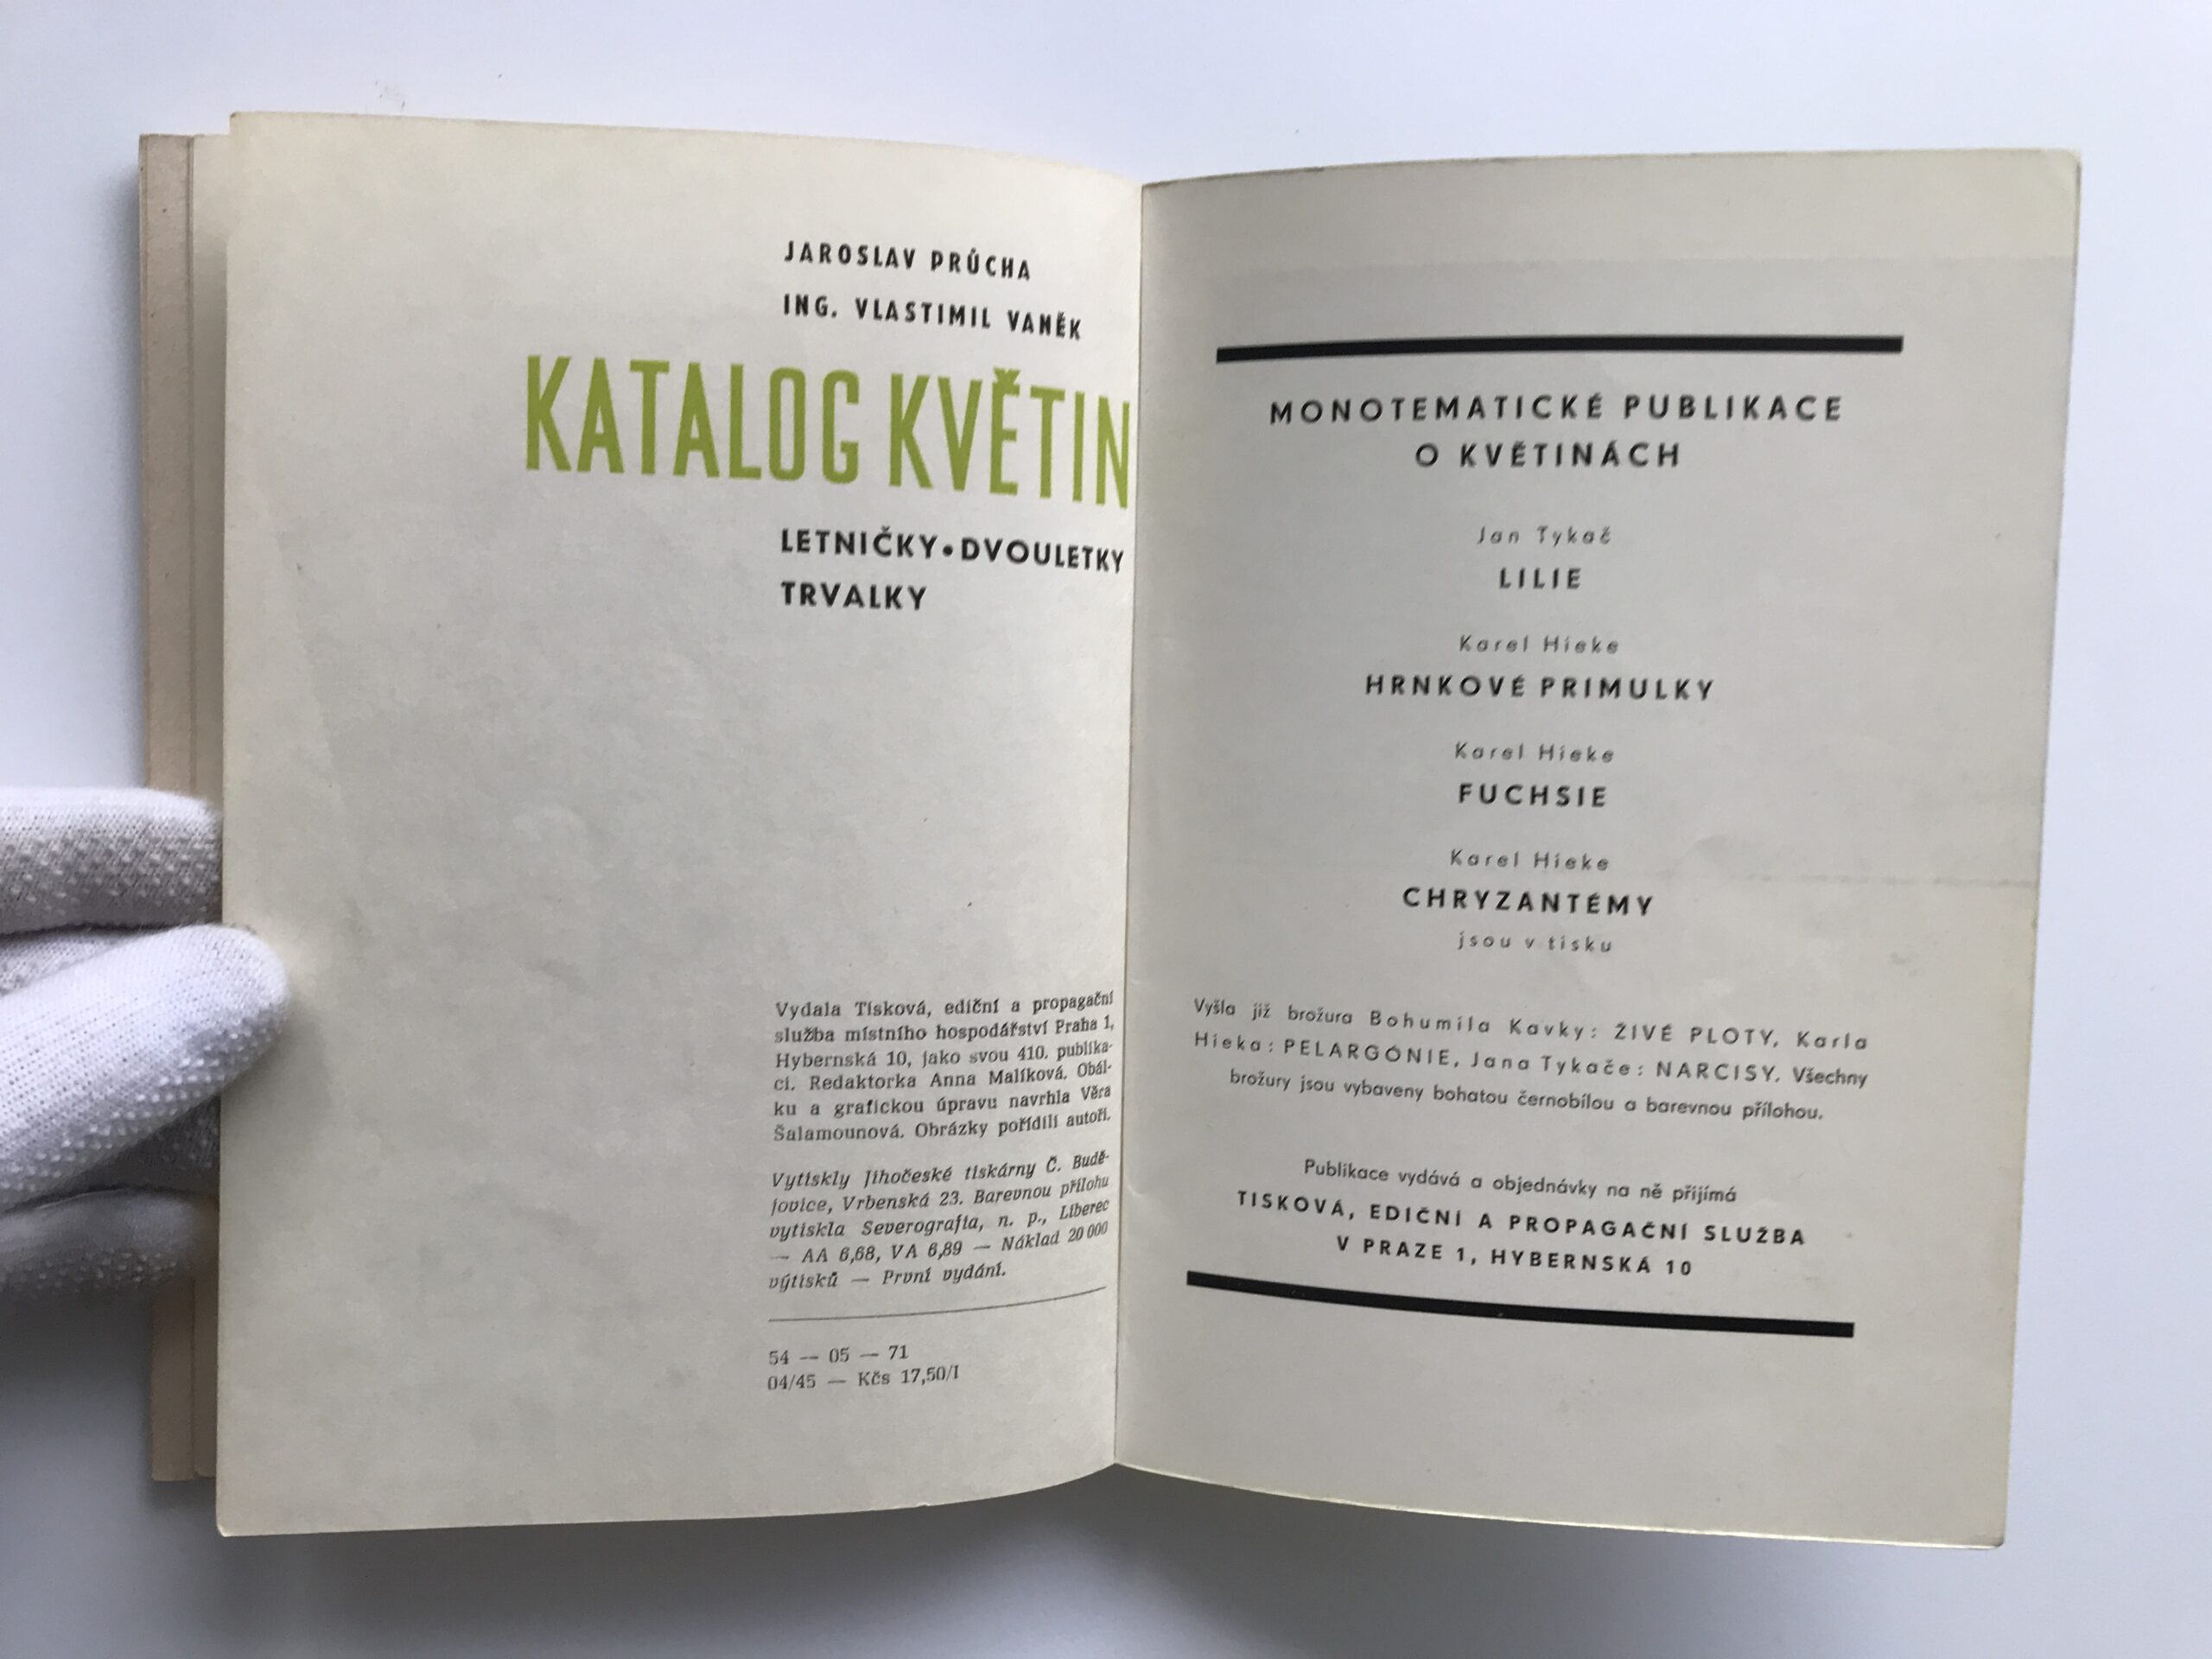 JAROSLAV PRŮCHA
ING. VLASTIMIL VANĚK
KATALOG KVĚTIN
LETNIČKY • DVOULETKY
TRVALKY
Vydala Tisková, ediční a propagační
služba místního hospodářství Praha 1,
Hybernská 10, jako svou 410. publika-
ci. Redaktorka Anna Malíková. Obál-
ku a grafickou úpravu navrhla Věra
Šalamounová. Obrázky pořídili autoři.
Vytiskly Jihočeské tiskárny Č. Budě-
jovice, Vrbenská 23. Barevnou přílohu
vytiskla Severografia, n. p., Liberec
— AA 6,68, VA 6,89 — Náklad 20 000
výtisků — První vydání.
54 — 05 — 71
04/45 — Kčs 17,50/I
MONOTEMATICKÉ PUBLIKACE
O KVĚTINÁCH
Jan Tykač
LILIE
Karel Hieke
HRNKOVÉ PRIMULKY
Karel Hieke
FUCHSIE
Karel Hieke
CHRYZANTÉMY
jsou v tisku
Vyšla již brožura Bohumila Kavky: ŽIVÉ PLOTY, Karla
Hieka: PELARGÓNIE, Jana Tykače: NARCISY. Všechny
brožury jsou vybaveny bohatou černobílou a barevnou přílohou.
Publikace vydává a objednávky na ně přijímá
TISKOVÁ, EDIČNÍ A PROPAGAČNÍ SLUŽBA
V PRAZE 1, HYBERNSKÁ 10